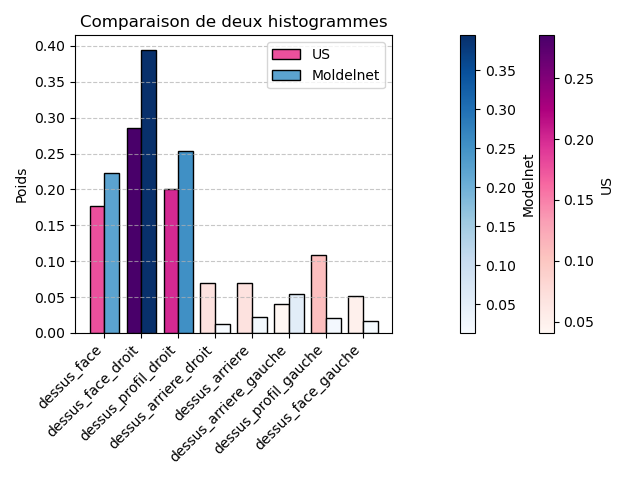 Comparaison de deux histogrammes
US
Moldelnet
Poids
0.40
0.35
0.30
0.25
0.20
0.15
0.10
0.05
0.00
dessus_face
dessus_face_droit
dessus_profil_droit
dessus_arriere_droit
dessus_arriere
dessus_arriere_gauche
dessus_profil_gauche
dessus_face_gauche
0.35
0.30
0.25
0.20
0.15
0.10
0.05
Modelnet
0.25
0.20
0.15
0.10
0.05
US